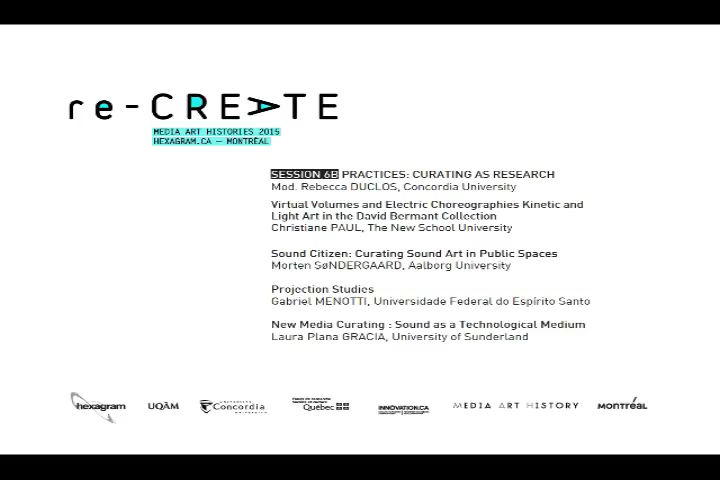 re-CREATE
MEDIA ART HISTORIES 2015
HEXAGRAM.CA – MONTRÉAL
SESSION 6B PRACTICES: CURATING AS RESEARCH
Mod. Rebecca DUCLOS, Concordia University
Virtual Volumes and Electric Choreographies Kinetic and
Light Art in the David Bermant Collection
Christiane PAUL, The New School University
Sound Citizen: Curating Sound Art in Public Spaces
Morten SøNDERGAARD, Aalborg University
Projection Studies
Gabriel MENOTTI, Universidade Federal do Espírito Santo
New Media Curating : Sound as a Technological Medium
Laura Plana GRACIA, University of Sunderland
hexagram UQÀM Concordia Québec INNOVATION.CA MEDIA ART HISTORY Montréal